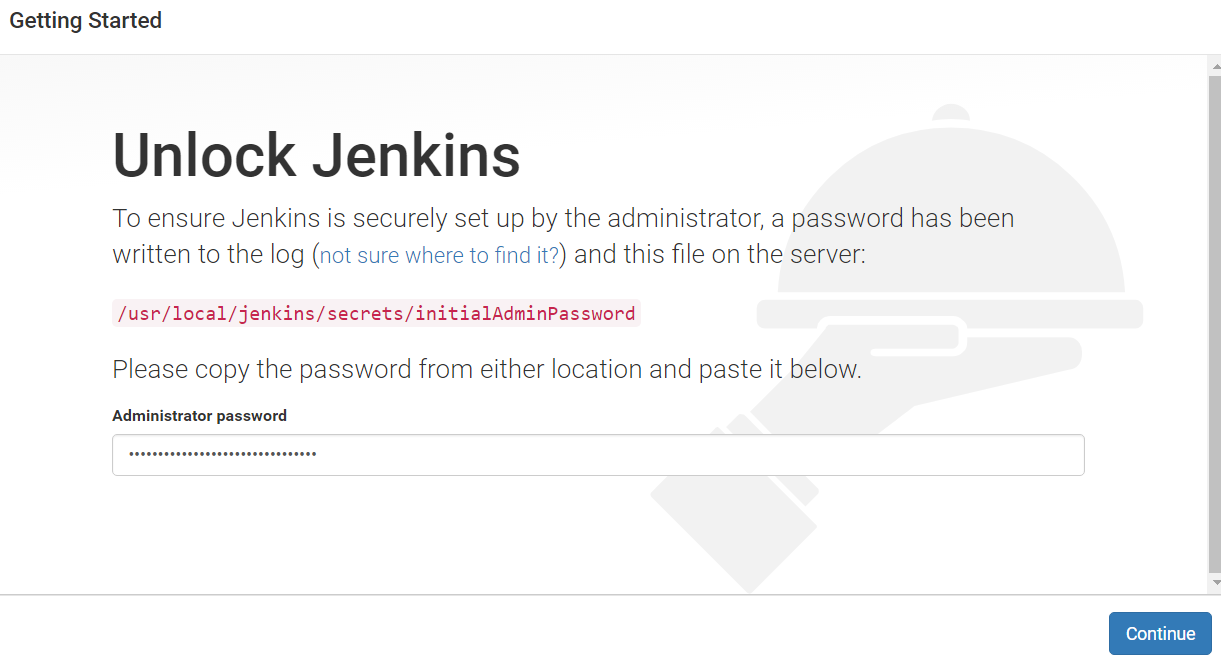 Getting Started
Unlock Jenkins
To ensure Jenkins is securely set up by the administrator, a password has been
written to the log (not sure where to find it?) and this file on the server:
/usr/local/jenkins/secrets/initialAdminPassword
Please copy the password from either location and paste it below.
Administrator password
••••••••••••••••••••••••••••••••
Continue